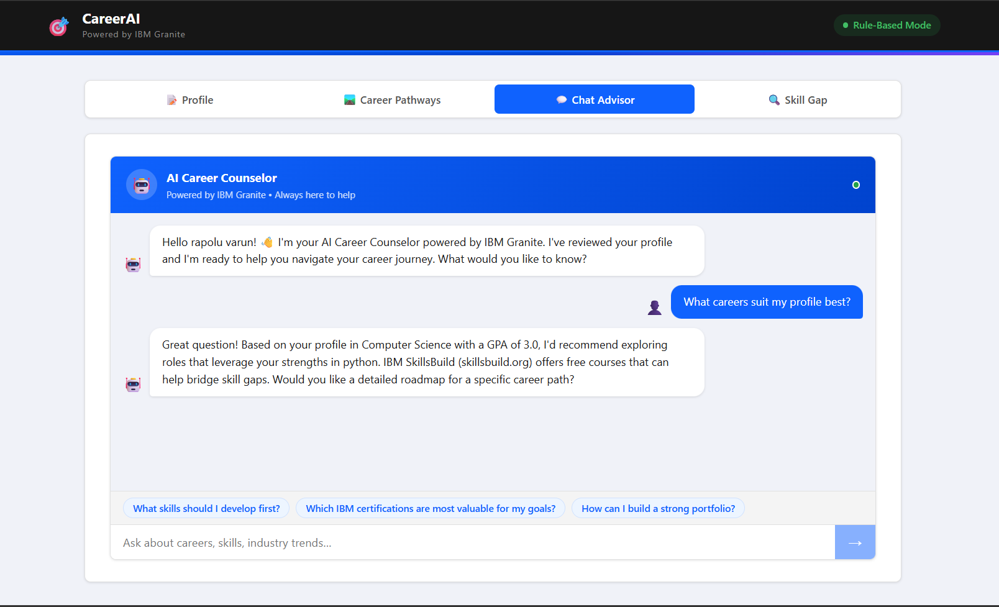 CareerAI
Powered by IBM Granite
Rule-Based Mode
Profile
Career Pathways
Chat Advisor
Skill Gap
AI Career Counselor
Powered by IBM Granite • Always here to help
Hello rapolu varun! 👋 I'm your AI Career Counselor powered by IBM Granite. I've reviewed your profile
and I'm ready to help you navigate your career journey. What would you like to know?
What careers suit my profile best?
Great question! Based on your profile in Computer Science with a GPA of 3.0, I'd recommend exploring
roles that leverage your strengths in python. IBM SkillsBuild (skillsbuild.org) offers free courses that can
help bridge skill gaps. Would you like a detailed roadmap for a specific career path?
What skills should I develop first?
Which IBM certifications are most valuable for my goals?
How can I build a strong portfolio?
Ask about careers, skills, industry trends...
→